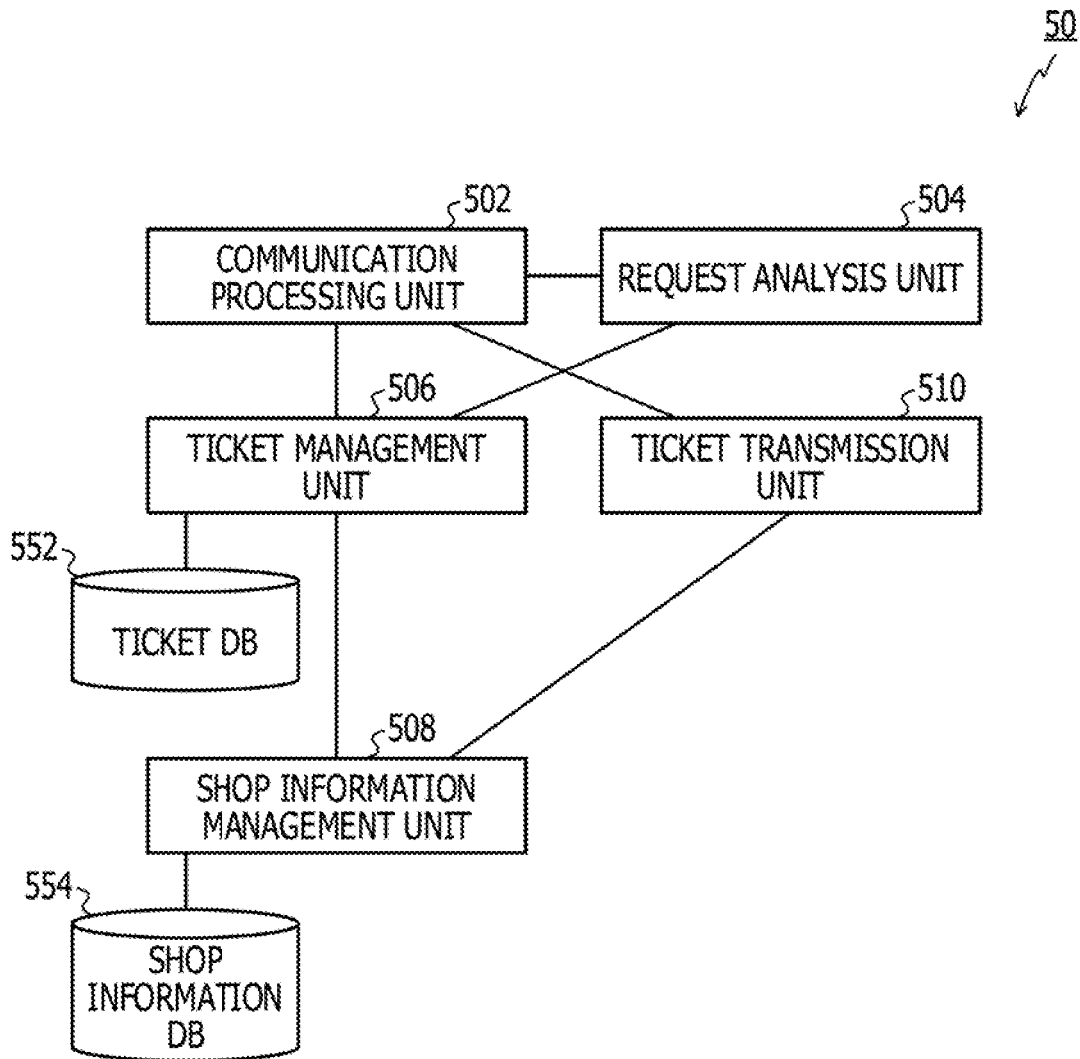 50
502
504
COMMUNICATION
PROCESSING UNIT
REQUEST ANALYSIS UNIT
506
510
TICKET MANAGEMENT
UNIT
TICKET TRANSMISSION
UNIT
552
TICKET DB
508
SHOP INFORMATION
MANAGEMENT UNIT
554
SHOP
INFORMATION
DB